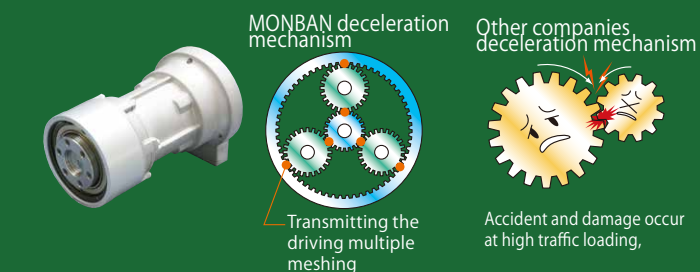 MONBAN deceleration
mechanism
Other companies
deceleration mechanism
Transmitting the
driving multiple
meshing
Accident and damage occur
at high traffic loading,